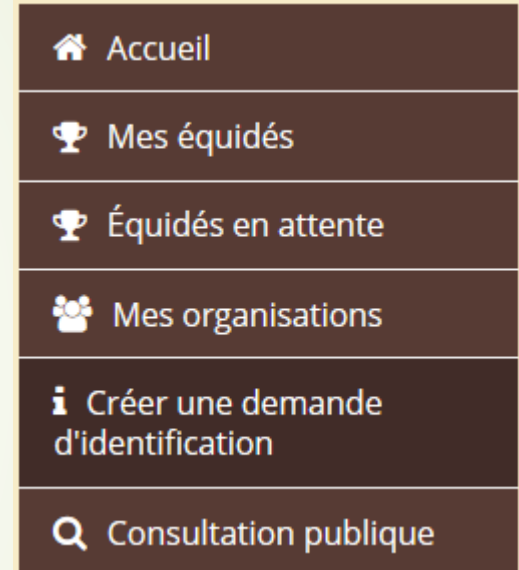 Accueil
Mes équidés
Équidés en attente
Mes organisations
Créer une demande
d'identification
Consultation publique